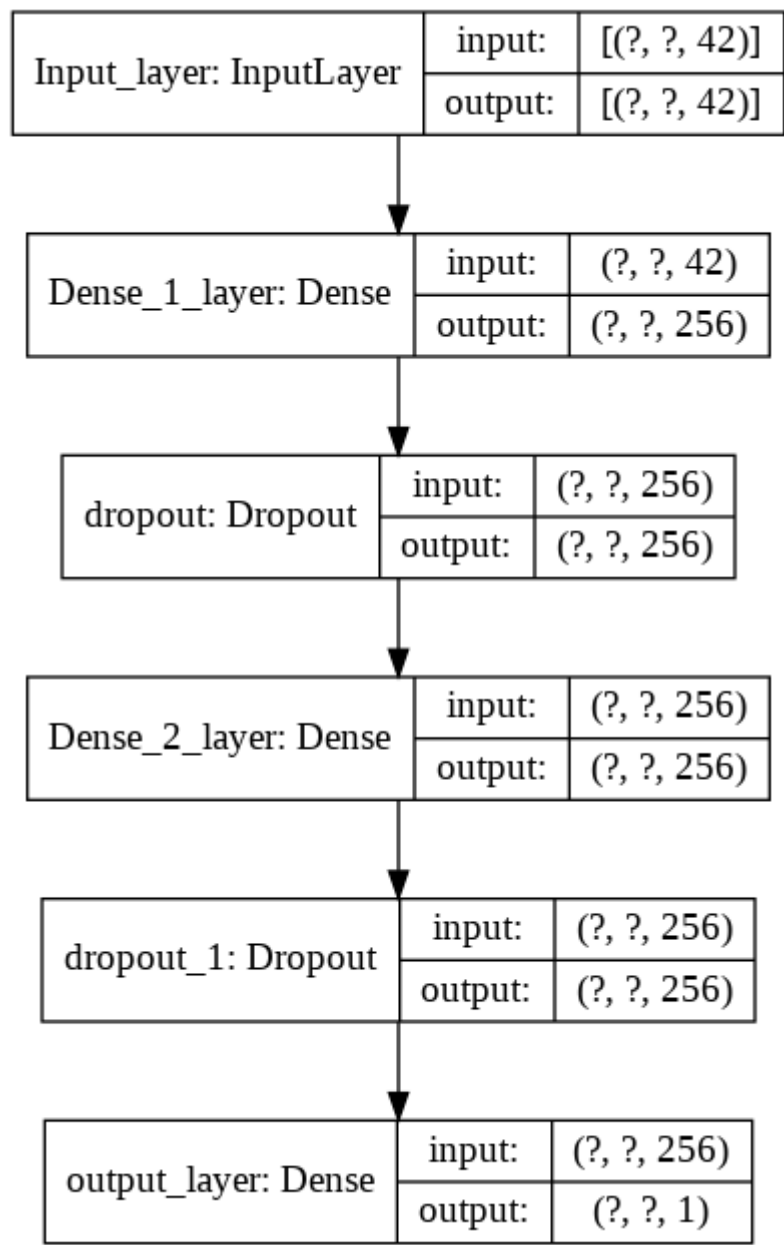 Input_layer: InputLayer
input: [(?, ?, 42)]
output: [(?, ?, 42)]
Dense_1_layer: Dense
input: (?, ?, 42)
output: (?, ?, 256)
dropout: Dropout
input: (?, ?, 256)
output: (?, ?, 256)
Dense_2_layer: Dense
input: (?, ?, 256)
output: (?, ?, 256)
dropout_1: Dropout
input: (?, ?, 256)
output: (?, ?, 256)
output_layer: Dense
input: (?, ?, 256)
output: (?, ?, 1)